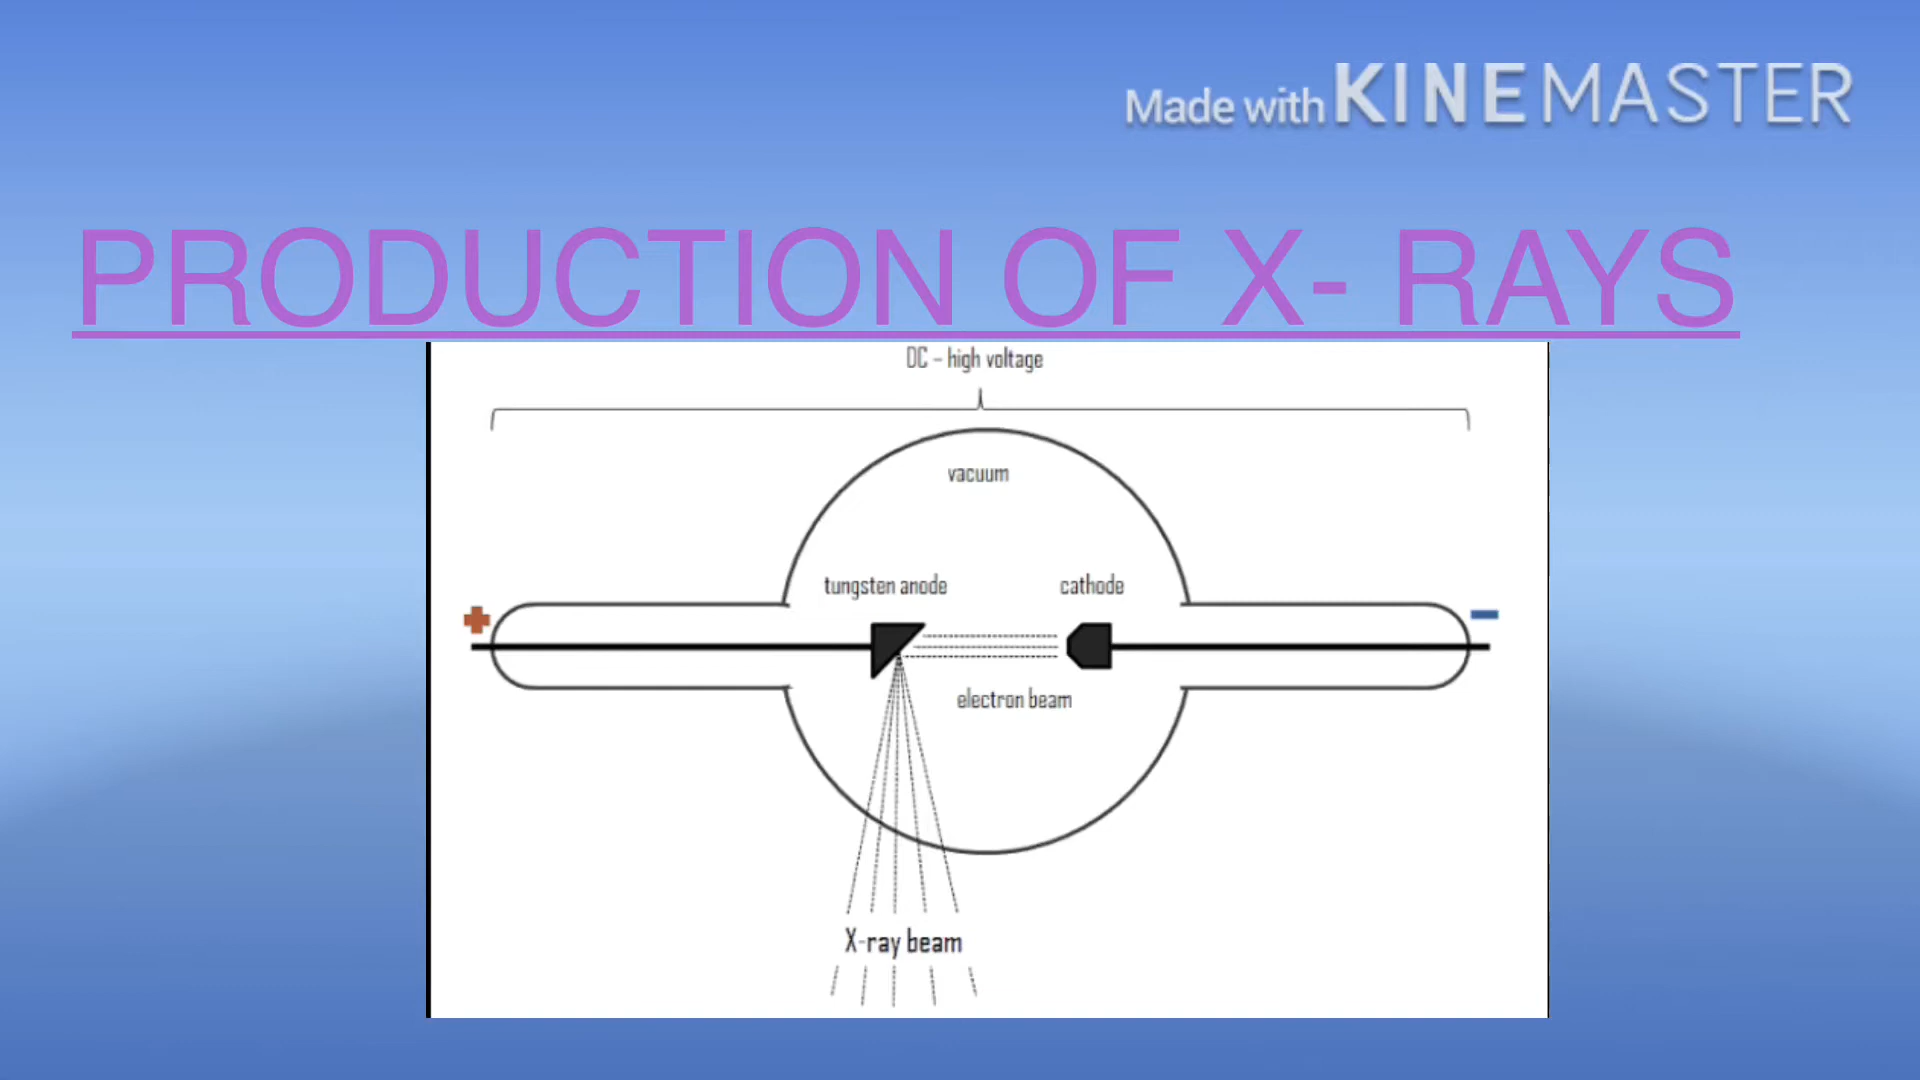 Made with KINEMASTER
PRODUCTION OF X- RAYS
DC – high voltage
vacuum
tungsten anode
cathode
+
−
electron beam
X-ray beam